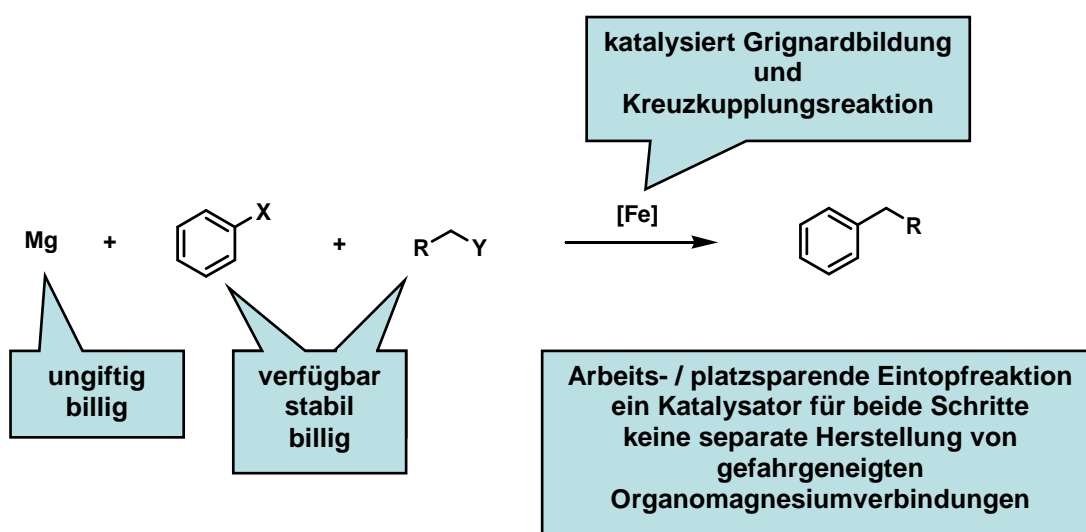 katalysiert Grignardbildung
und
Kreuzkupplungsreaktion
Mg + X + R Y [Fe] R
ungiftig
billig
verfügbar
stabil
billig
Arbeits- / platzsparende Eintopfreaktion
ein Katalysator für beide Schritte
keine separate Herstellung von
gefahrgeneigten
Organomagnesiumverbindungen